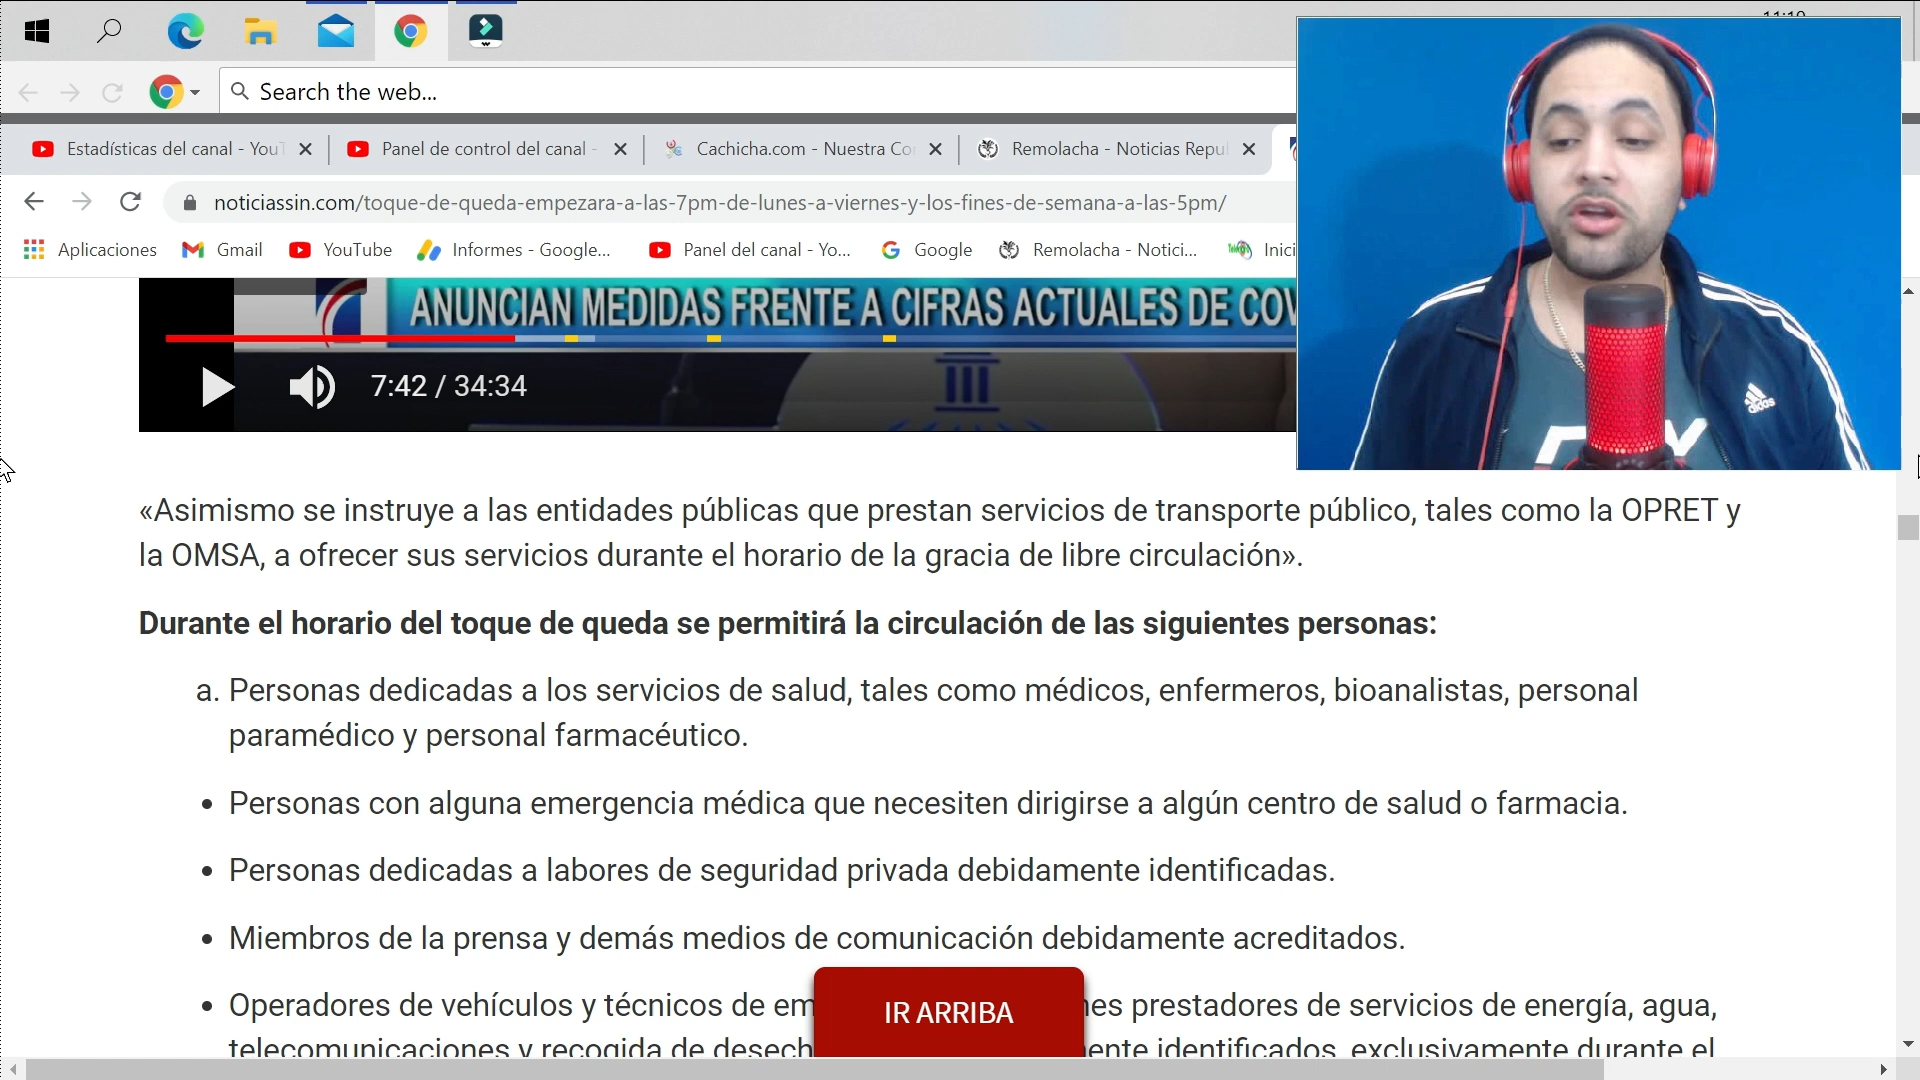 Search the web...
Estadísticas del canal - YouT
Panel de control del canal -
Cachicha.com - Nuestra Co
Remolacha - Noticias Repu
noticiassin.com/toque-de-queda-empezara-a-las-7pm-de-lunes-a-viernes-y-los-fines-de-semana-a-las-5pm/
Aplicaciones
Gmail
YouTube
Informes - Google...
Panel del canal - Yo...
Google
Remolacha - Notici...
Inici
ANUNCIAN MEDIDAS FRENTE A CIFRAS ACTUALES DE COV
7:42 / 34:34
adidas
«Asimismo se instruye a las entidades públicas que prestan servicios de transporte público, tales como la OPRET y
la OMSA, a ofrecer sus servicios durante el horario de la gracia de libre circulación».
Durante el horario del toque de queda se permitirá la circulación de las siguientes personas:
a. Personas dedicadas a los servicios de salud, tales como médicos, enfermeros, bioanalistas, personal
paramédico y personal farmacéutico.
• Personas con alguna emergencia médica que necesiten dirigirse a algún centro de salud o farmacia.
• Personas dedicadas a labores de seguridad privada debidamente identificadas.
• Miembros de la prensa y demás medios de comunicación debidamente acreditados.
• Operadores de vehículos y técnicos de em
nes prestadores de servicios de energía, agua,
telecomunicaciones y recogida de desech
ente identificados, exclusivamente durante el
IR ARRIBA